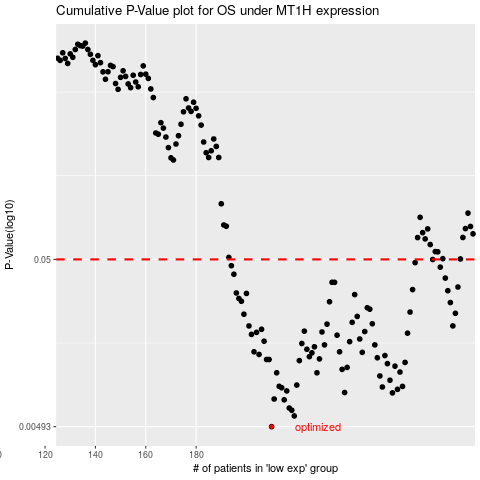 Cumulative P-Value plot for OS under MT1H expression
P-Value(log10)
0.05
0.00493
optimized
0 120 140 160 180
# of patients in 'low exp' group